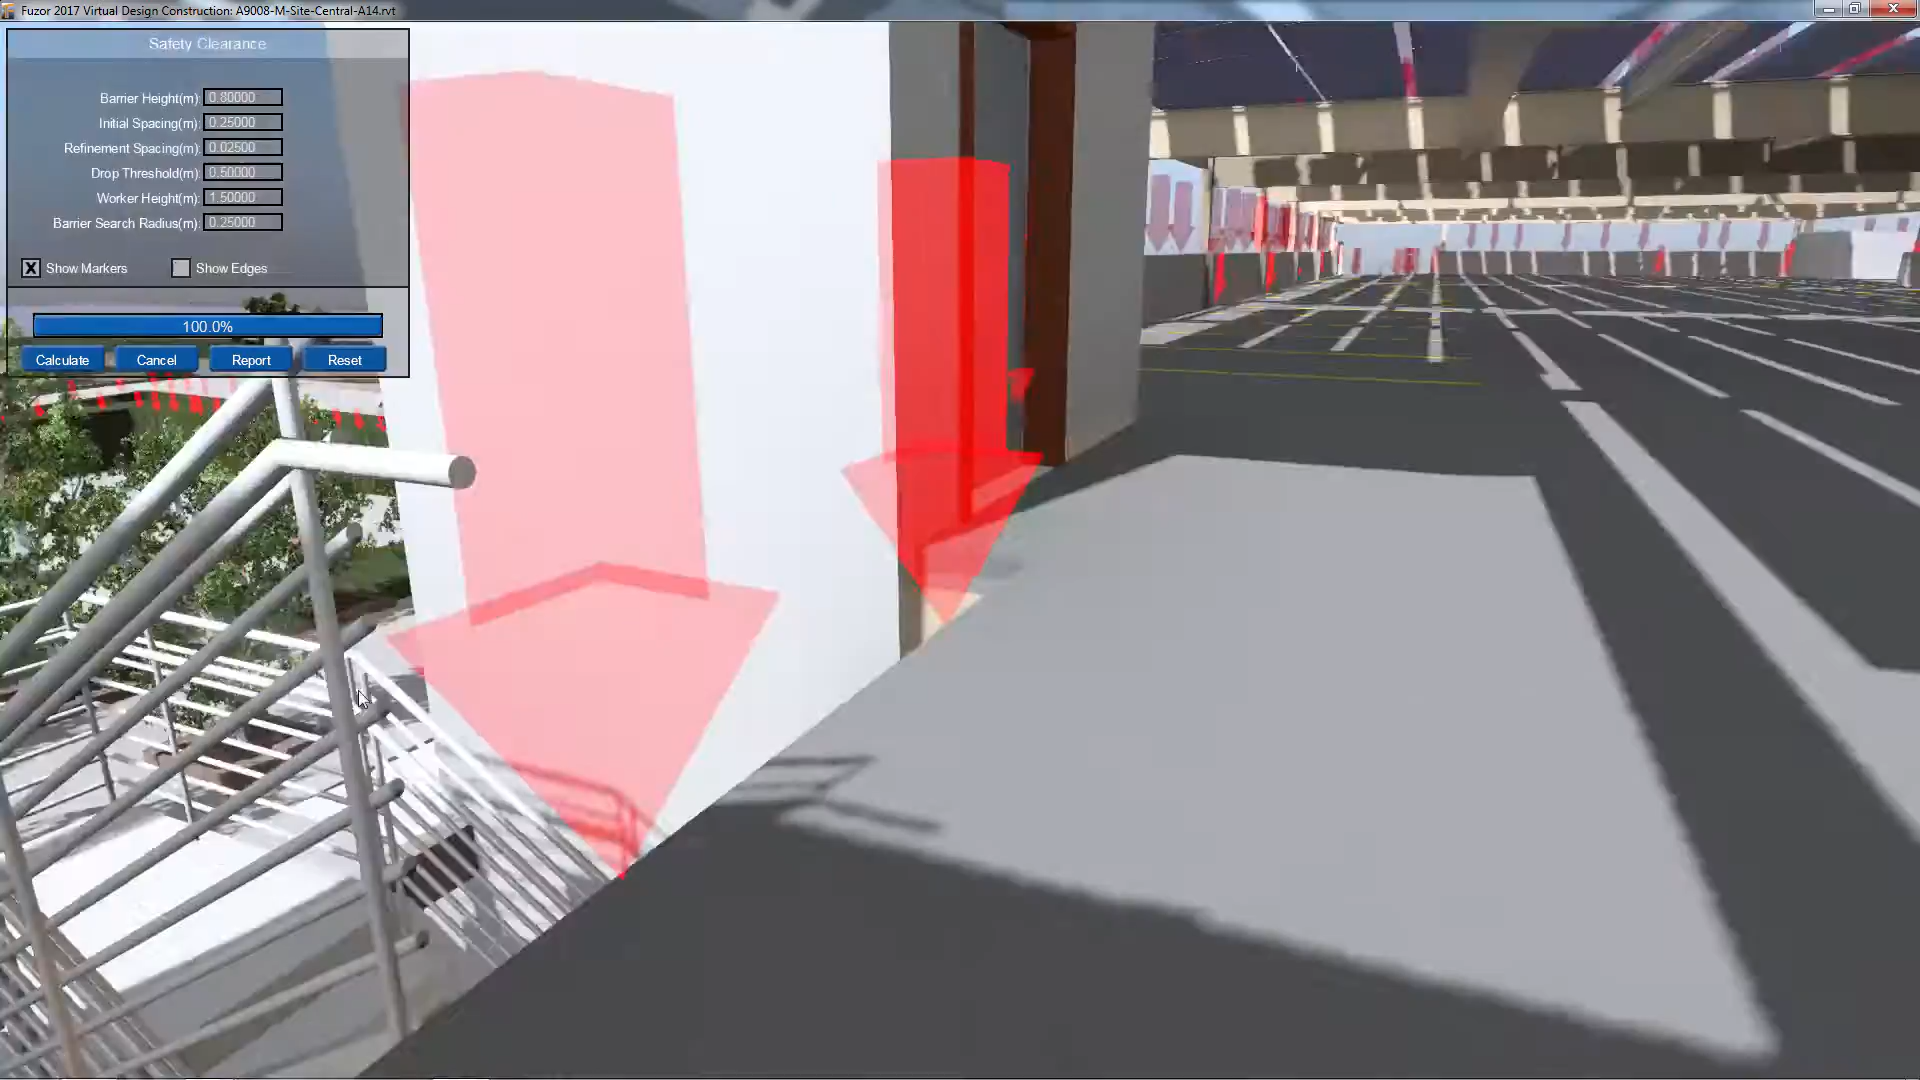 Fuzor 2017 Virtual Design Construction: A9008-M-Site-Central-A14.rvt
Safety Clearance
Barrier Height(m): 0.80000
Initial Spacing(m): 0.25000
Refinement Spacing(m): 0.02500
Drop Threshold(m): 0.50000
Worker Height(m): 1.50000
Barrier Search Radius(m): 0.25000
X Show Markers Show Edges
100.0%
Calculate Cancel Report Reset